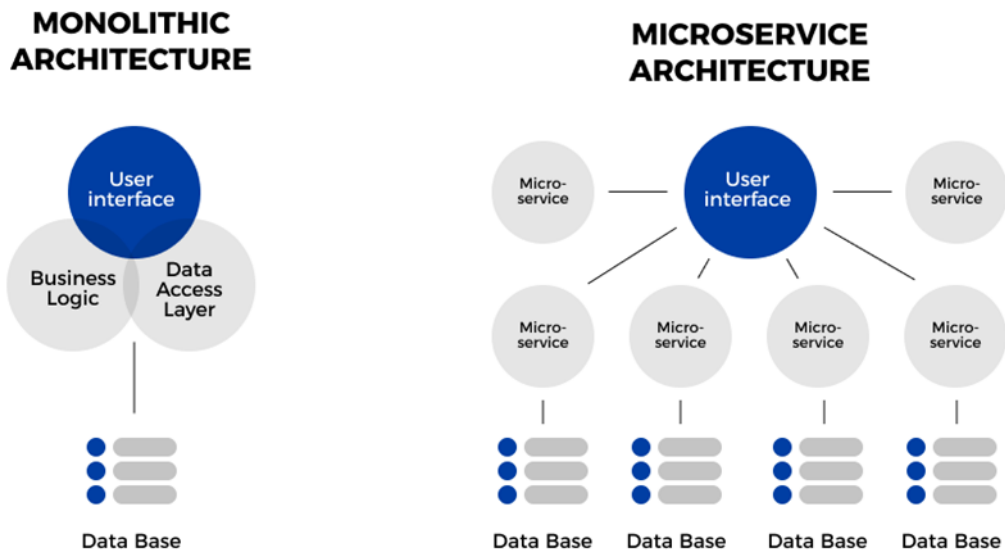 MONOLITHIC
ARCHITECTURE
User
interface
Business
Logic
Data
Access
Layer
Data Base
MICROSERVICE
ARCHITECTURE
Micro-
service
User
interface
Micro-
service
Micro-
service
Micro-
service
Micro-
service
Micro-
service
Data Base
Data Base
Data Base
Data Base